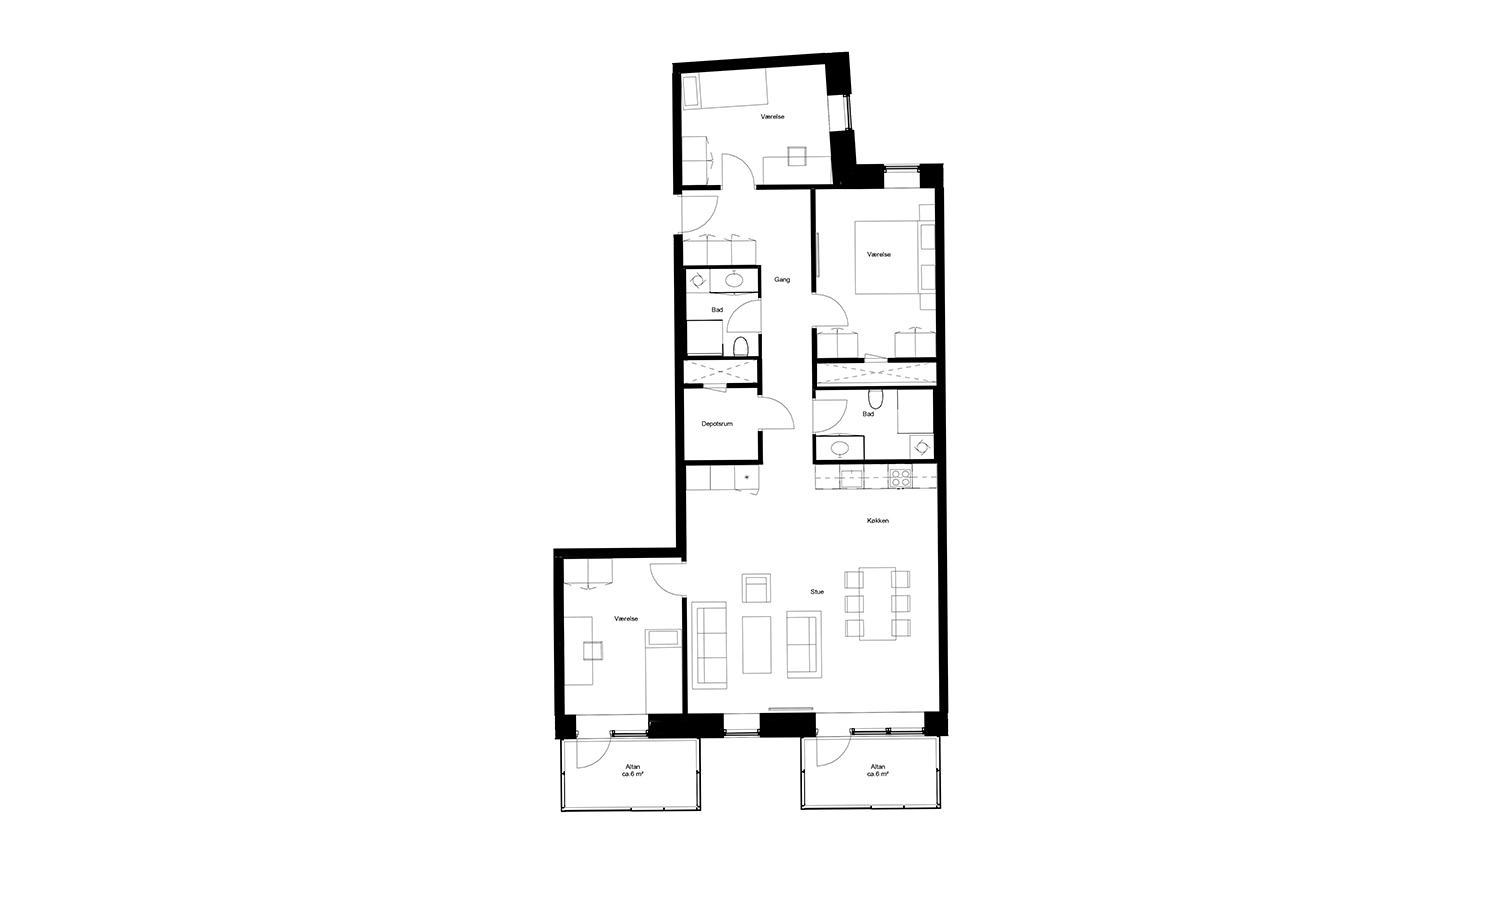 Værelse
Værelse
Gang
Bad
Bad
Depotsrum
Køkken
Stue
Værelse
Altan
ca.6 m²
Altan
ca.6 m²